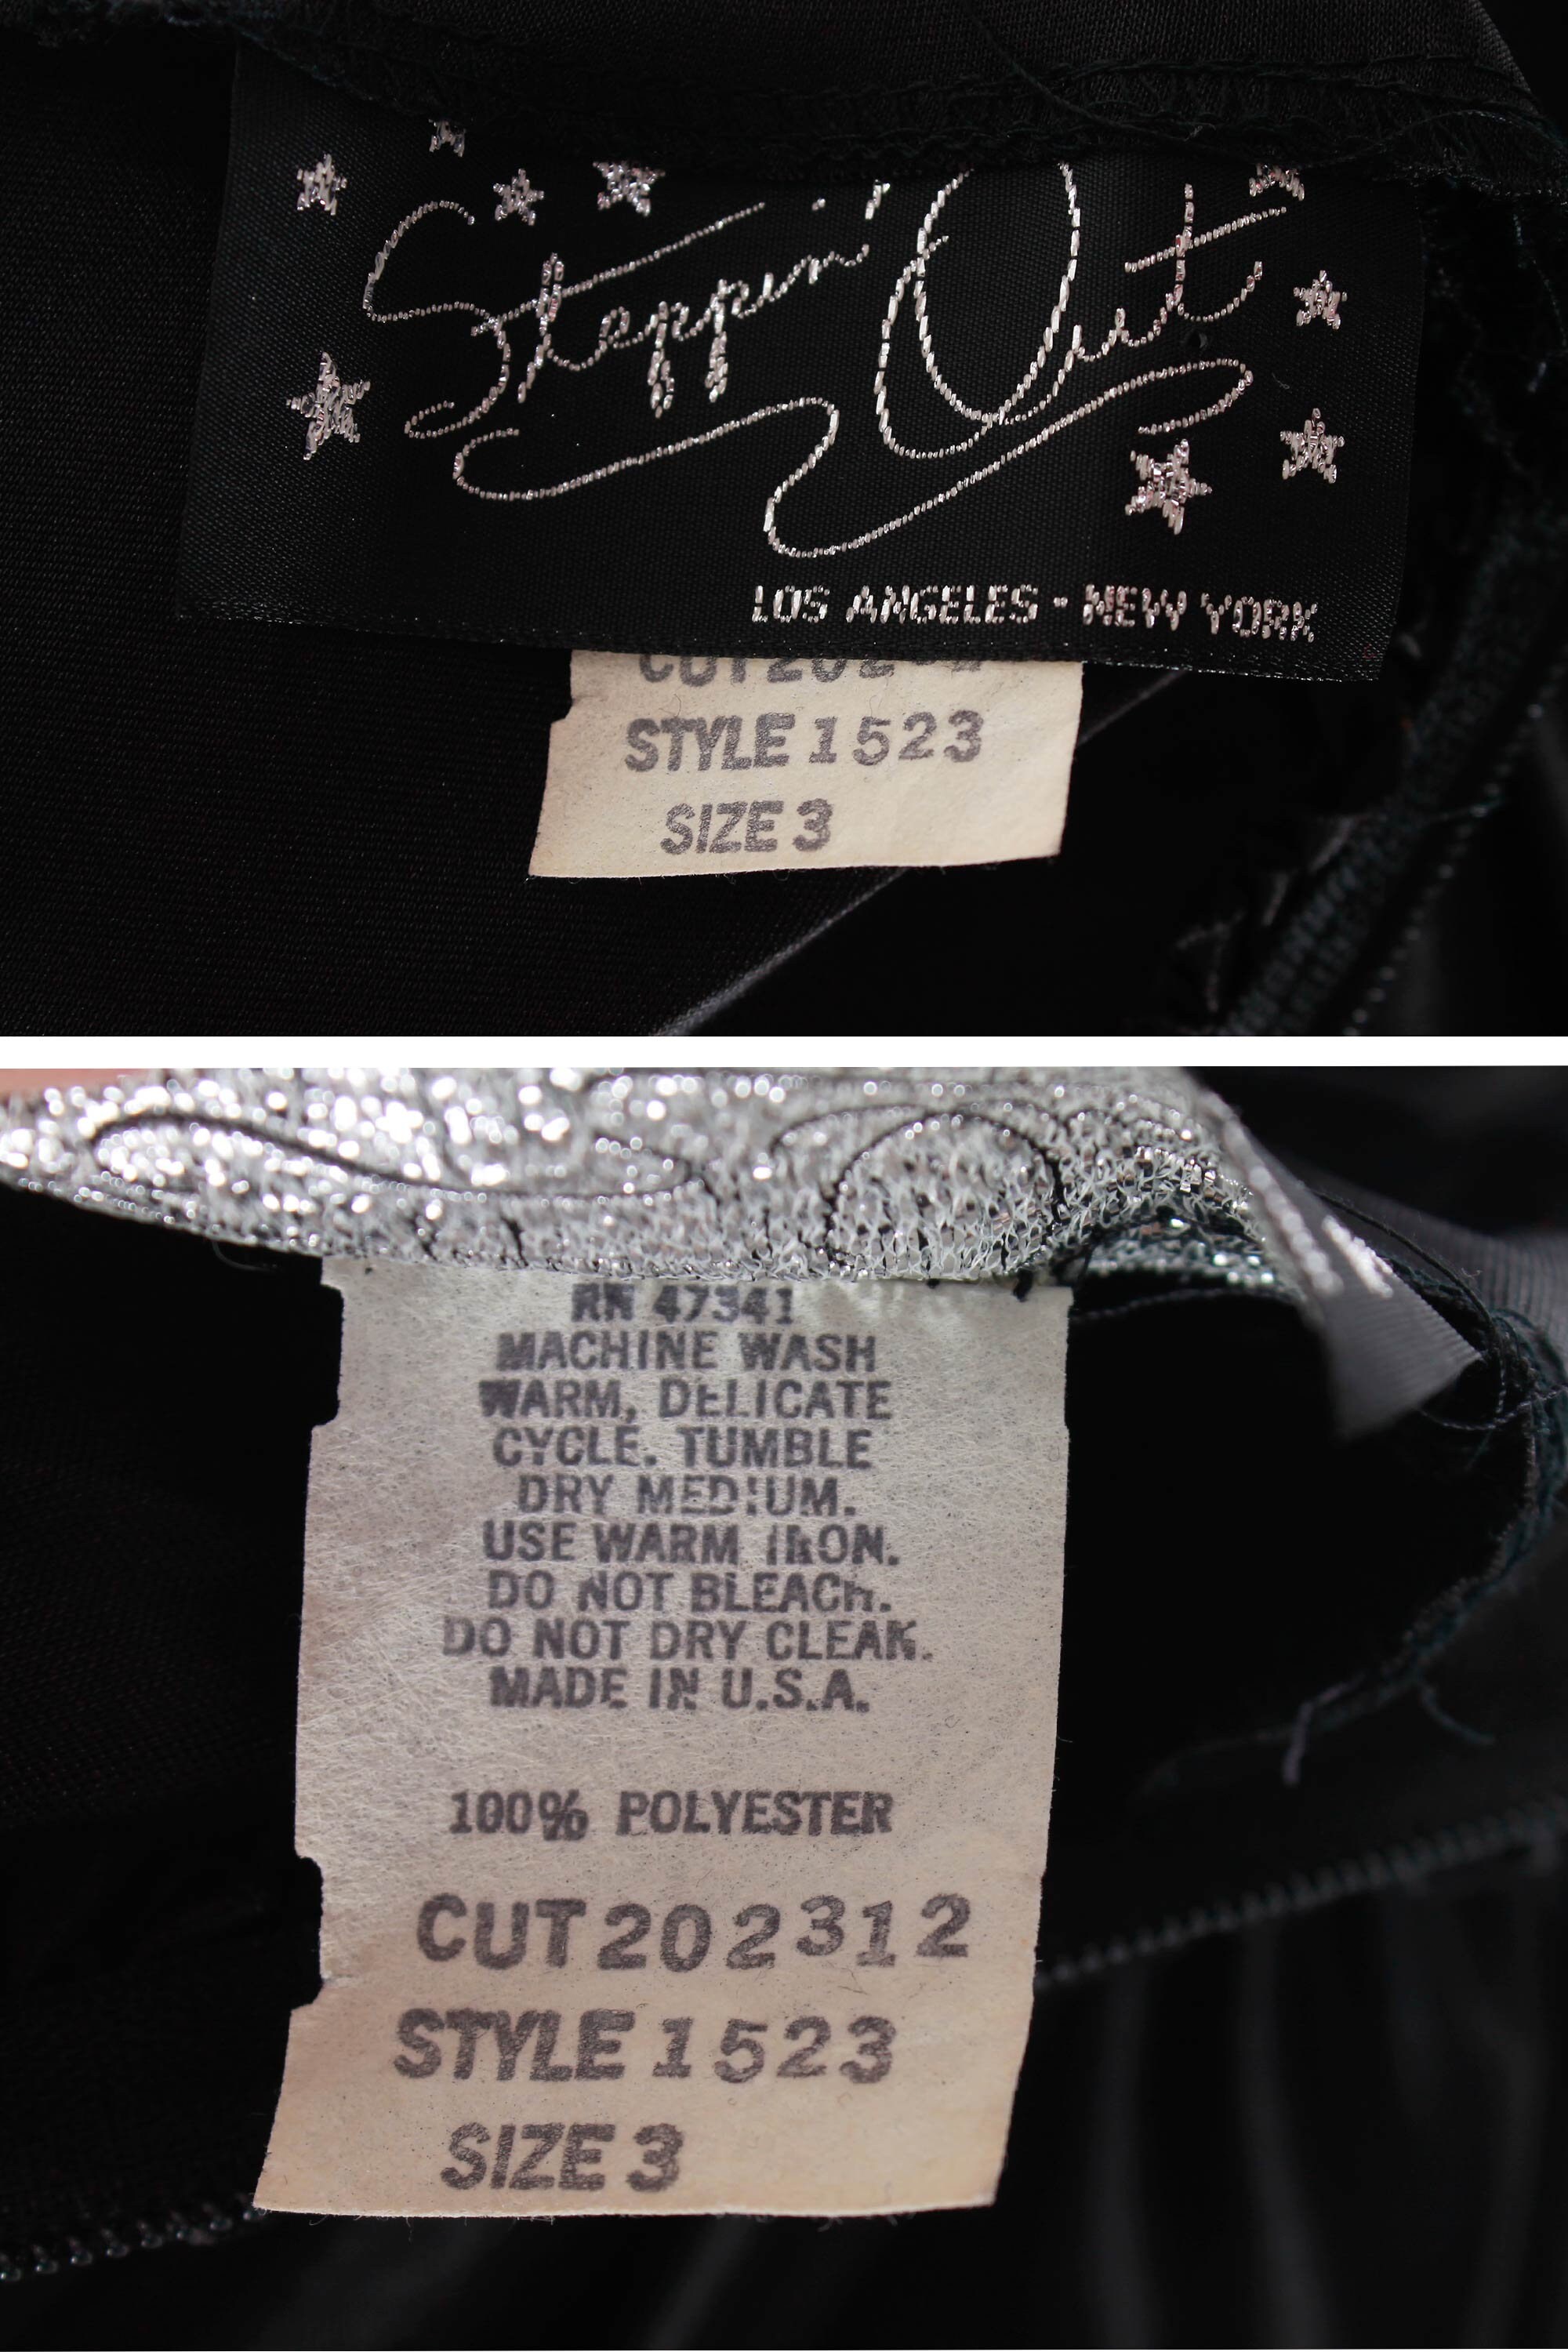 Steppin' Out
LOS ANGELES · NEW YORK
STYLE 1523
SIZE 3
RN 47341
MACHINE WASH
WARM, DELICATE
CYCLE. TUMBLE
DRY MEDIUM.
USE WARM IRON.
DO NOT BLEACH.
DO NOT DRY CLEAN.
MADE IN U.S.A.
100% POLYESTER
CUT 202312
STYLE 1523
SIZE 3